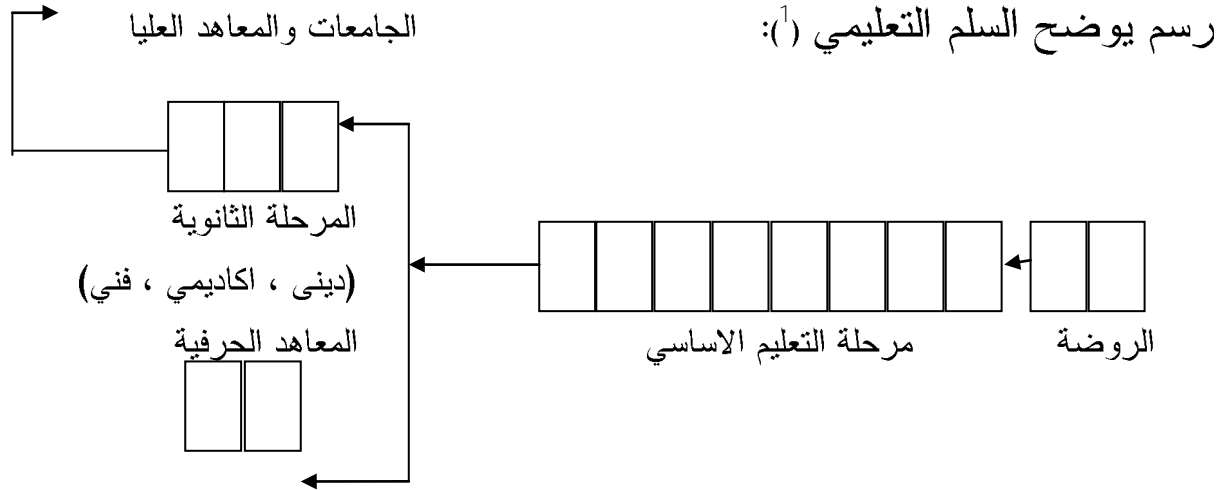 رسم يوضح السلم التعليمي (1):
الجامعات والمعاهد العليا
المرحلة الثانوية
(دينى ، اكاديمي ، فني)
المعاهد الحرفية
مرحلة التعليم الاساسي
الروضة